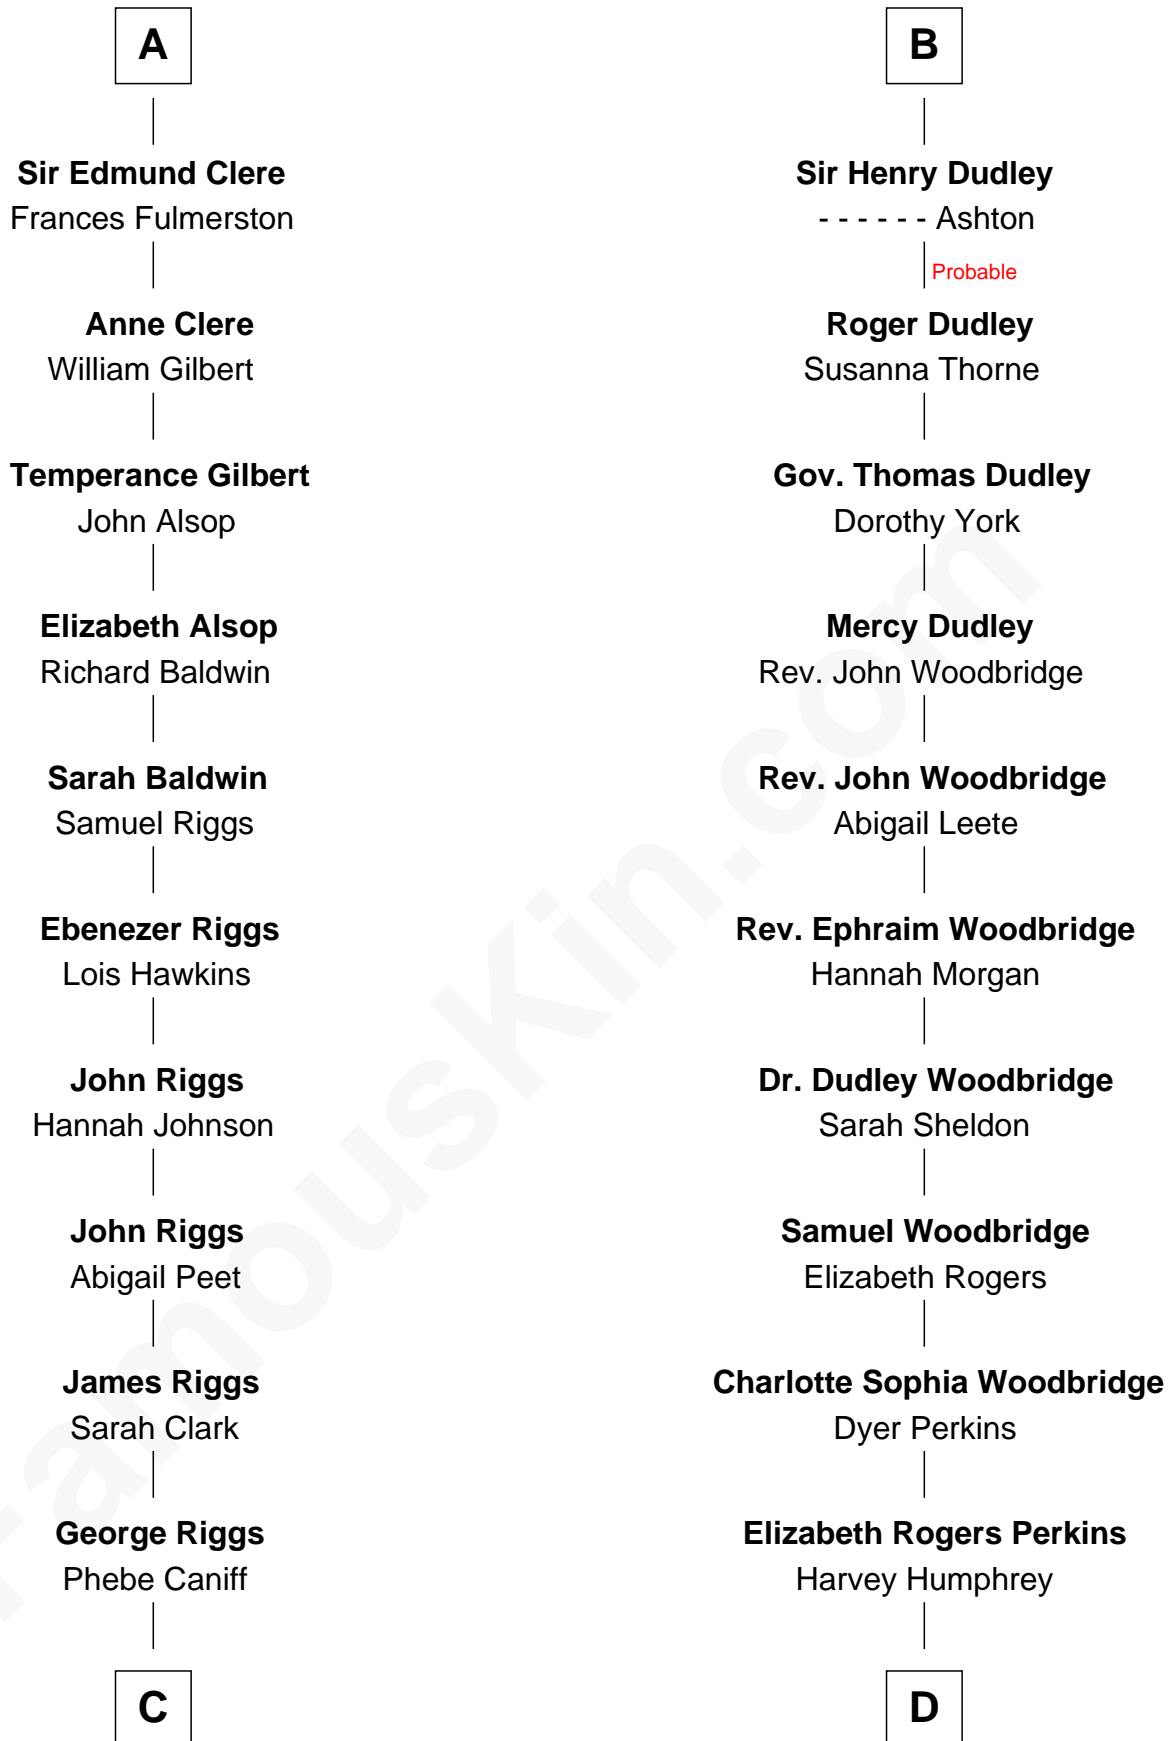 A
Sir Edmund Clere
Frances Fulmerston
Anne Clere
William Gilbert
Temperance Gilbert
John Alsop
Elizabeth Alsop
Richard Baldwin
Sarah Baldwin
Samuel Riggs
Ebenezer Riggs
Lois Hawkins
John Riggs
Hannah Johnson
John Riggs
Abigail Peet
James Riggs
Sarah Clark
George Riggs
Phebe Caniff
C
B
Sir Henry Dudley
- - - - - - Ashton
Probable
Roger Dudley
Susanna Thorne
Gov. Thomas Dudley
Dorothy York
Mercy Dudley
Rev. John Woodbridge
Rev. John Woodbridge
Abigail Leete
Rev. Ephraim Woodbridge
Hannah Morgan
Dr. Dudley Woodbridge
Sarah Sheldon
Samuel Woodbridge
Elizabeth Rogers
Charlotte Sophia Woodbridge
Dyer Perkins
Elizabeth Rogers Perkins
Harvey Humphrey
D
FamousKin.com